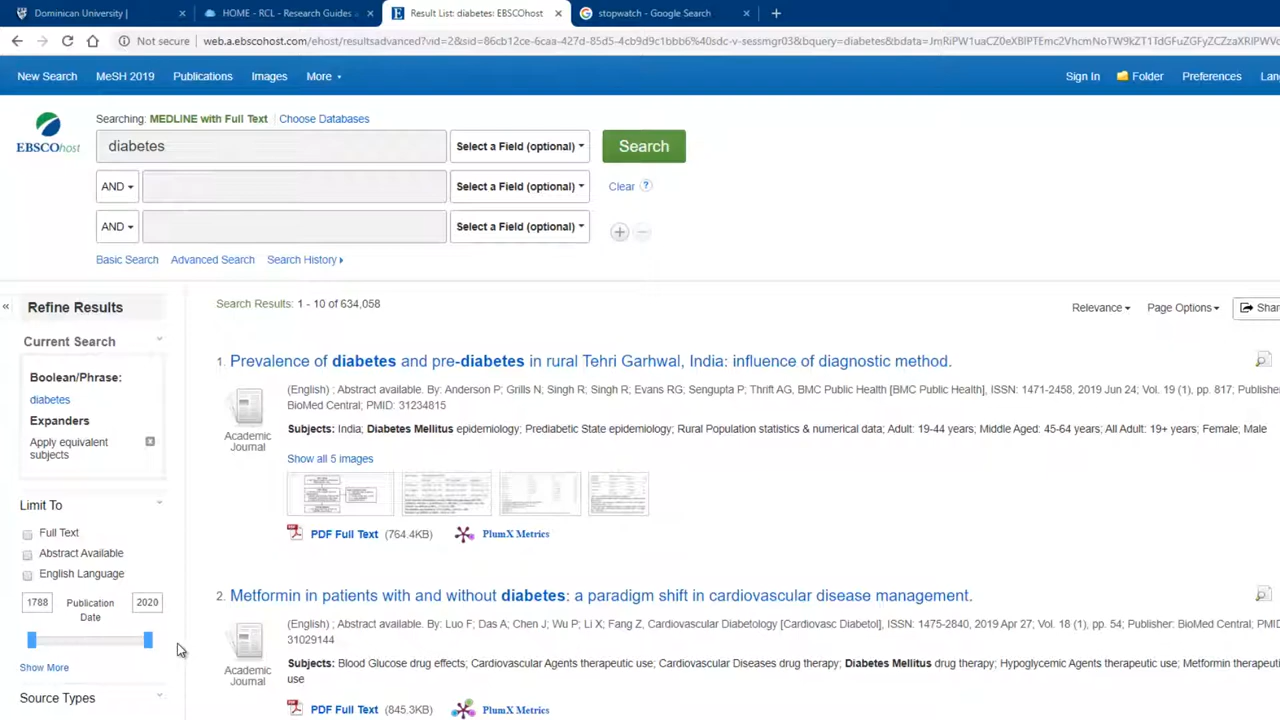 Dominican University |
HOME - RCL - Research Guides
Result List: diabetes: EBSCOhost
stopwatch - Google Search
Not secure | web.a.ebscohost.com/ehost/resultsadvanced?vid=2&sid=86cb12ce-6caa-427d-85d5-4cb9d9c1bbb6%40sdc-v-sessmgr03&bquery=diabetes&bdata=
New Search MeSH 2019 Publications Images More
Sign In Folder Preferences Lan
EBSCOhost
Searching: MEDLINE with Full Text | Choose Databases
diabetes Select a Field (optional) Search
AND Select a Field (optional) Clear ?
AND Select a Field (optional)
Basic Search Advanced Search Search History
« Refine Results
Current Search
Boolean/Phrase:
diabetes
Expanders
Apply equivalent
subjects
Limit To
Full Text
Abstract Available
English Language
1788 Publication 2020
Date
Show More
Source Types
Search Results: 1 - 10 of 634,058
Relevance Page Options Shar
1. Prevalence of diabetes and pre-diabetes in rural Tehri Garhwal, India: influence of diagnostic method.
Academic
Journal
(English) ; Abstract available. By: Anderson P; Grills N, Singh R; Singh R; Evans RG; Sengupta P; Thrift AG, BMC Public Health [BMC Public Health], ISSN: 1471-2458, 2019 Jun 24; Vol. 19 (1), pp. 817; Publisher
BioMed Central; PMID: 31234815
Subjects: India; Diabetes Mellitus epidemiology; Prediabetic State epidemiology; Rural Population statistics & numerical data; Adult: 19-44 years; Middle Aged: 45-64 years; All Adult: 19+ years; Female; Male
Show all 5 images
PDF Full Text (764.4KB) PlumX Metrics
2. Metformin in patients with and without diabetes: a paradigm shift in cardiovascular disease management.
Academic
Journal
(English) ; Abstract available. By: Luo F; Das A; Chen J; Wu P; Li X; Fang Z, Cardiovascular Diabetology [Cardiovasc Diabetol], ISSN: 1475-2840, 2019 Apr 27; Vol. 18 (1), pp. 54; Publisher: BioMed Central; PMID:
31029144
Subjects: Blood Glucose drug effects; Cardiovascular Agents therapeutic use; Cardiovascular Diseases drug therapy; Diabetes Mellitus drug therapy; Hypoglycemic Agents therapeutic use; Metformin therapeuti
use
PDF Full Text (845.3KB) PlumX Metrics